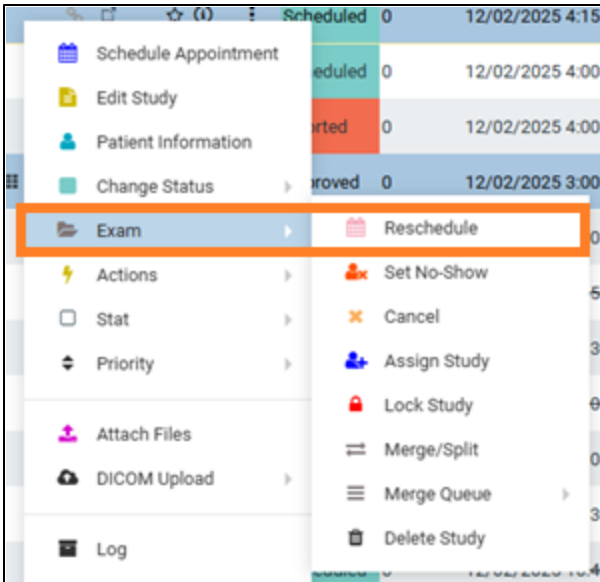 Scheduled 0 12/02/2025 4:15
Schedule Appointment
eduled 0 12/02/2025 4:00
Edit Study
rted 0 12/02/2025 4:00
Patient Information
Change Status
roved 0 12/02/2025 3:00
Exam
Reschedule
Actions
Set No-Show
Stat
Cancel
Priority
Assign Study
Lock Study
Attach Files
Merge/Split
DICOM Upload
Merge Queue
Delete Study
Log